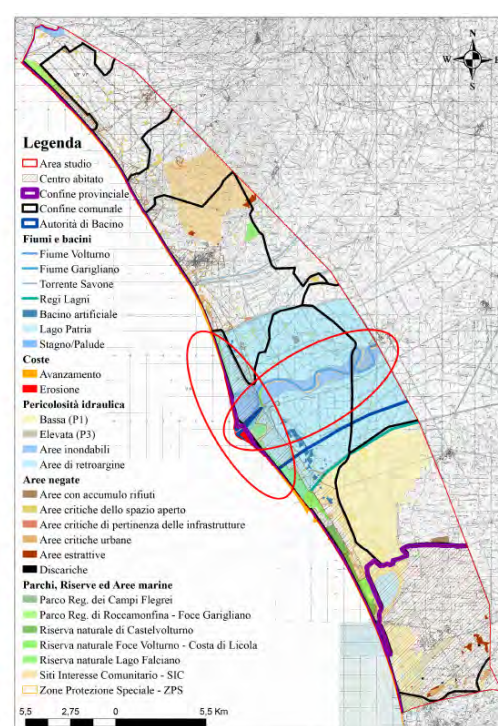 N
W
E
S
Legenda
Area studio
Centro abitato
Confine provinciale
Confine comunale
Autorità di Bacino
Fiumi e bacini
Fiume Volturno
Fiume Garigliano
Torrente Savone
Regi Lagni
Bacino artificiale
Lago Patria
Stagno/Palude
Coste
Avanzamento
Erosione
Pericolosità idraulica
Bassa (P1)
Elevata (P3)
Aree inondabili
Aree di retroargine
Aree negate
Aree con accumulo rifiuti
Aree critiche dello spazio aperto
Aree critiche di pertinenza delle infrastrutture
Aree critiche urbane
Aree estrattive
Discariche
Parchi, Riserve ed Aree marine
Parco Reg. dei Campi Flegrei
Parco Reg. di Roccamonfina - Foce Garigliano
Riserva naturale di Castelvolturno
Riserva naturale Foce Volturno - Costa di Licola
Riserva naturale Lago Falciano
Siti Interesse Comunitario - SIC
Zone Protezione Speciale - ZPS
5,5 2,75 0 5,5 Km